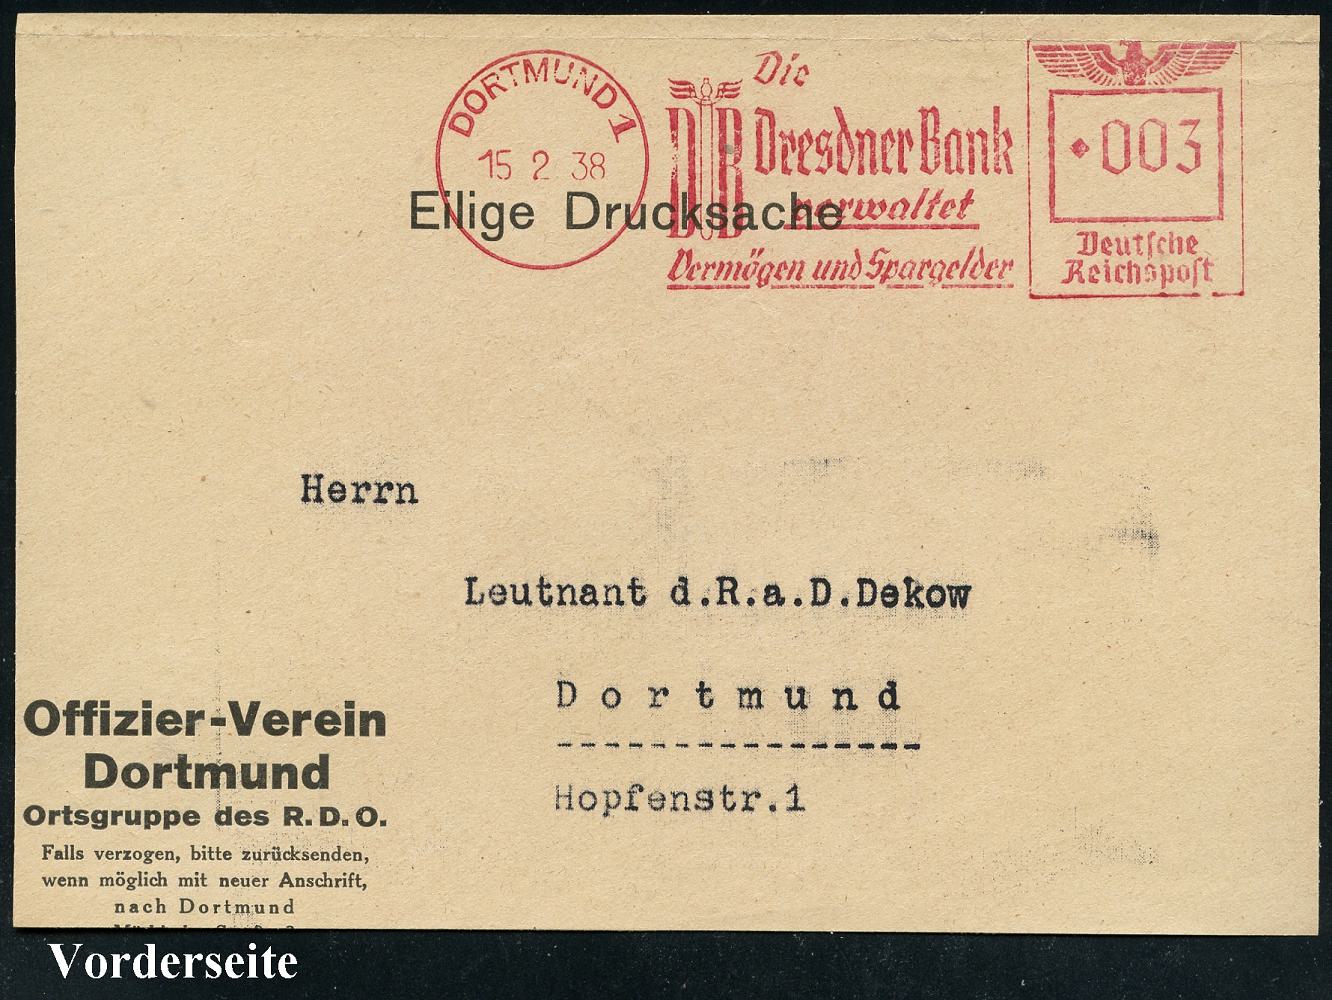 DORTMUND 1
15 2 38
DB
Die
Dresdner Bank
verwaltet
Vermögen und Spargelder
003
Deutsche
Reichspost
Eilige Drucksache
Herrn
Leutnant d.R.a.D.Dekow
Dortmund
----------------
Hopfenstr.1
Offizier-Verein
Dortmund
Ortsgruppe des R.D.O.
Falls verzogen, bitte zurücksenden,
wenn möglich mit neuer Anschrift,
nach Dortmund
Vorderseite